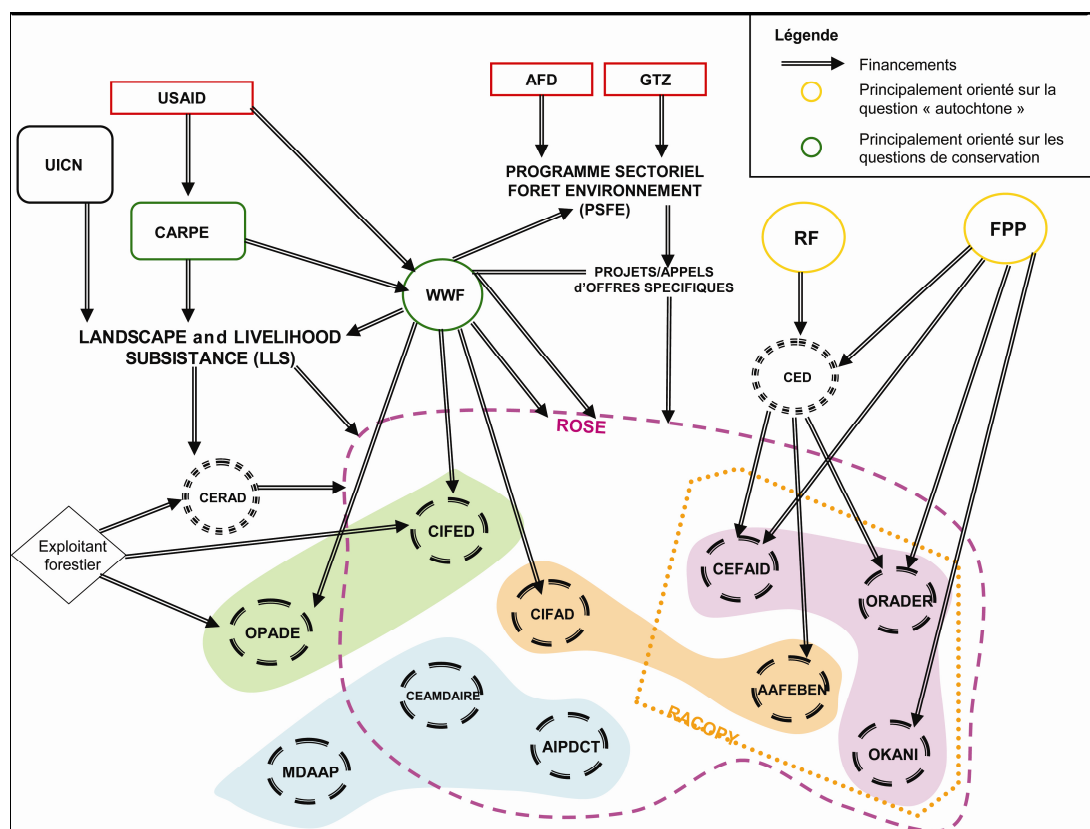 Légende
Financements
Principalement orienté sur la
question « autochtone »
Principalement orienté sur les
questions de conservation
AFD
GTZ
USAID
UICN
CARPE
PROGRAMME SECTORIEL
FORET ENVIRONNEMENT
(PSFE)
RF
FPP
WWF
PROJETS/APPELS
d'OFFRES SPECIFIQUES
LANDSCAPE and LIVELIHOOD
SUBSISTANCE (LLS)
CED
ROSE
CERAD
Exploitant
forestier
CIFED
CEFAID
ORADER
CIFAD
OPADE
AAFEBEN
CEAMDAIRE
RACOPY
AIPDCT
OKANI
MDAAP